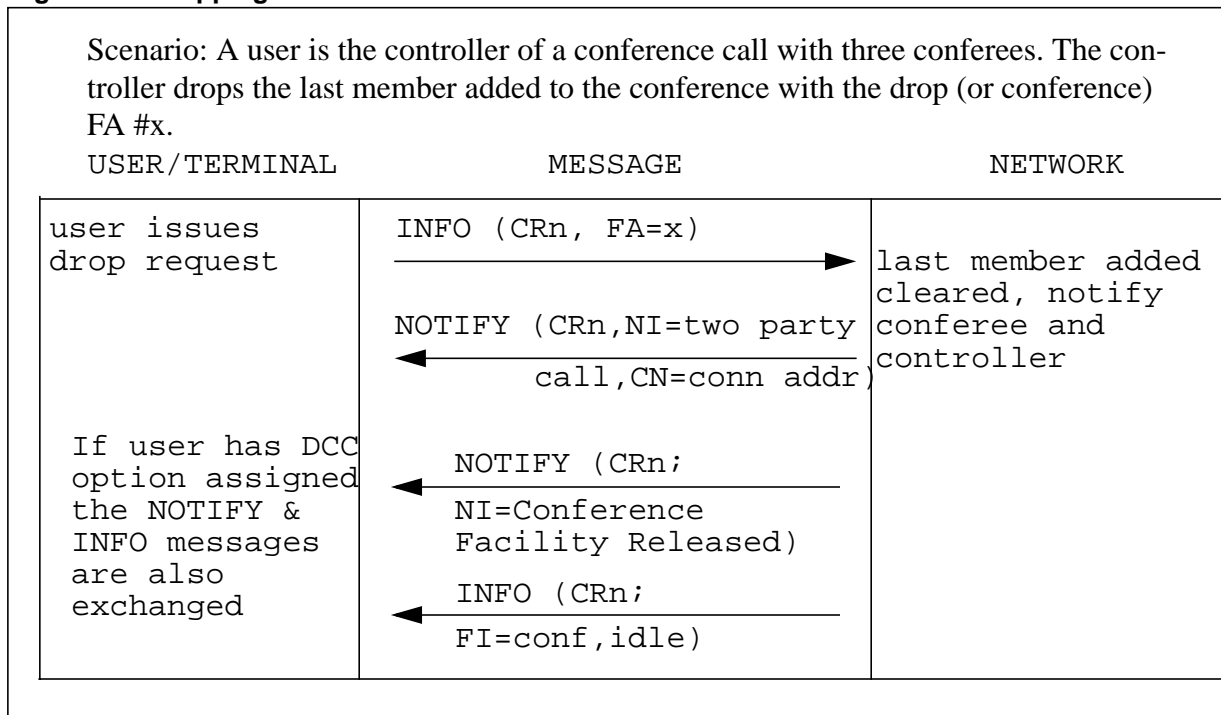 Scenario: A user is the controller of a conference call with three conferees. The con-
troller drops the last member added to the conference with the drop (or conference)
FA #x.
USER/TERMINAL MESSAGE NETWORK
user issues
drop request
INFO (CRn, FA=x)
last member added
cleared, notify
conferee and
controller
NOTIFY (CRn,NI=two party
call,CN=conn addr)
If user has DCC
option assigned
the NOTIFY &
INFO messages
are also
exchanged
NOTIFY (CRn;
NI=Conference
Facility Released)
INFO (CRn;
FI=conf,idle)